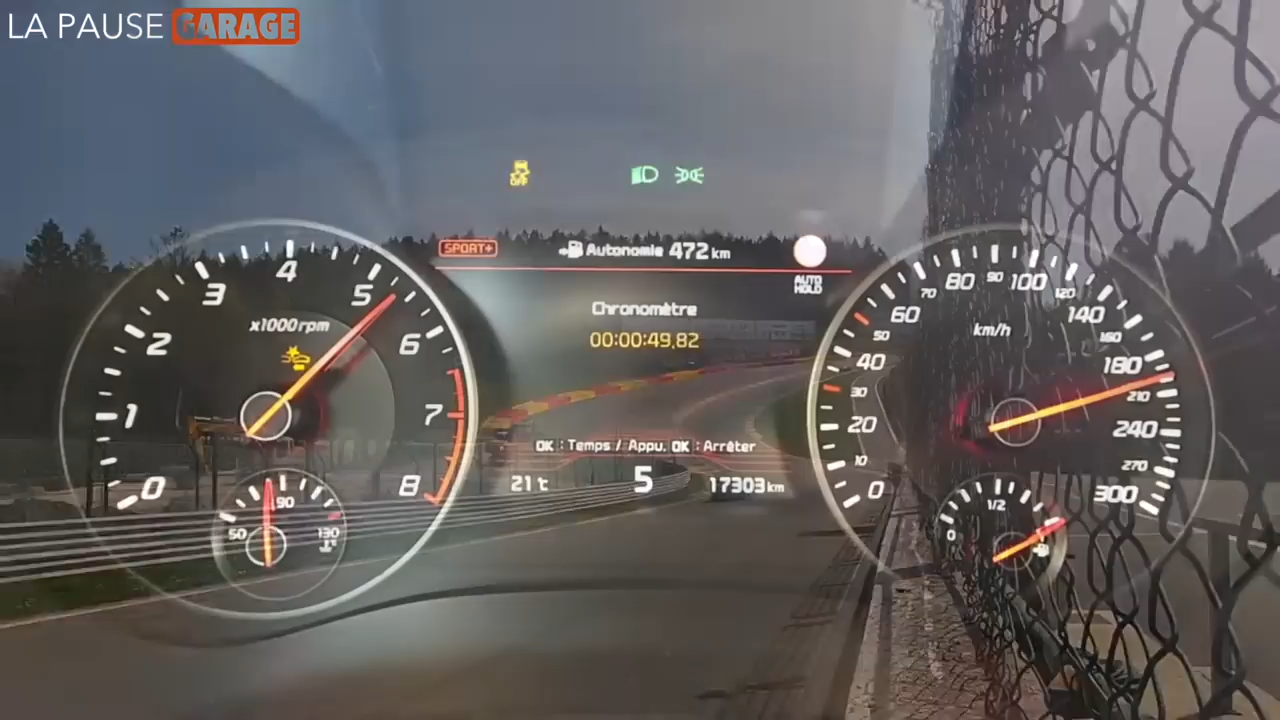 LA PAUSE GARAGE
OFF
SPORT+
Autonomie 472 km
AUTO
HOLD
Chronomètre
00:00:49,82
OK : Temps / Appu. OK : Arrêter
21 °c
5
17303 km
x1000rpm
0
1
2
3
4
5
6
7
8
50
90
130
km/h
0
10
20
30
40
50
60
70
80
90
100
120
140
160
180
210
240
270
300
0
1/2